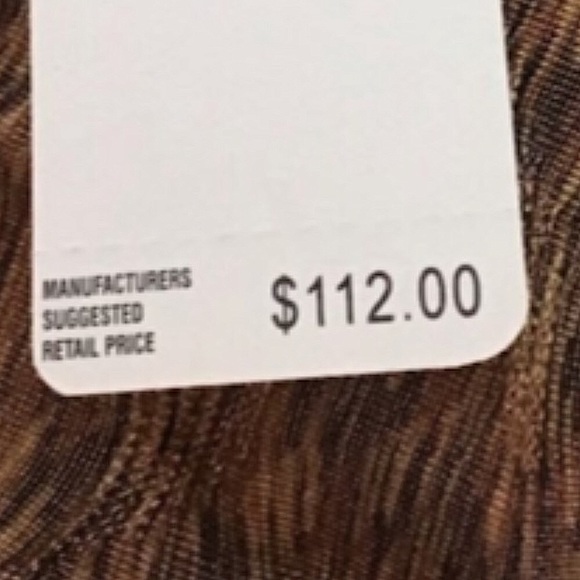 MANUFACTURERS
SUGGESTED
RETAIL PRICE
$112.00